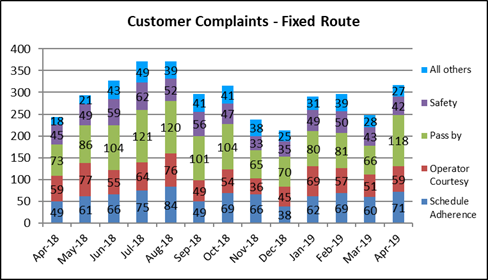 Customer Complaints - Fixed Route
400
350
300
250
200
150
100
50
0
18 21 43 49 39 41 41 38 25 31 39 28 27
45 49 59 62 52 56 47 33 35 49 50 43 42
73 86 104 121 120 101 104 65 70 80 81 66 118
59 77 55 64 76 49 54 36 45 69 57 51 59
49 61 66 75 84 49 69 66 38 62 69 60 71
Apr-18 May-18 Jun-18 Jul-18 Aug-18 Sep-18 Oct-18 Nov-18 Dec-18 Jan-19 Feb-19 Mar-19 Apr-19
All others
Safety
Pass by
Operator
Courtesy
Schedule
Adherence